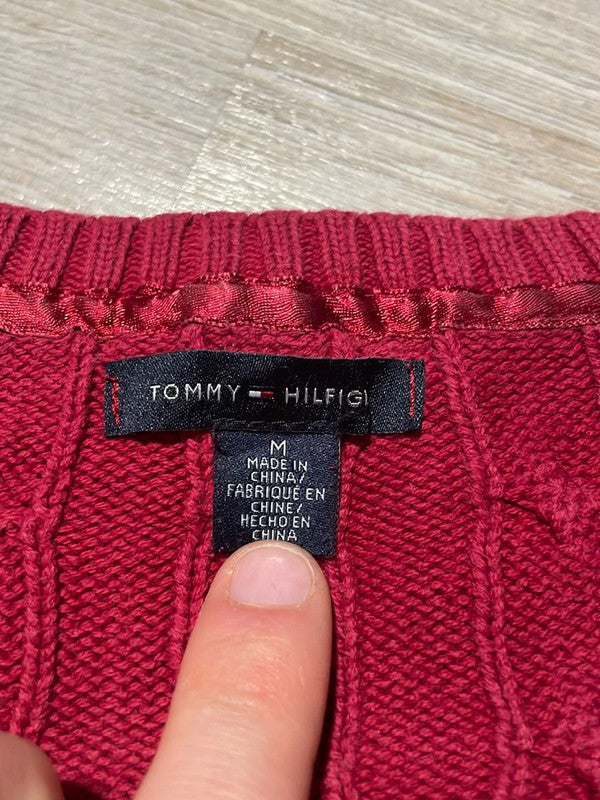 TOMMY HILFIG
M
MADE IN
CHINA/
FABRIQUÉ EN
CHINE/
HECHO EN
CHINA